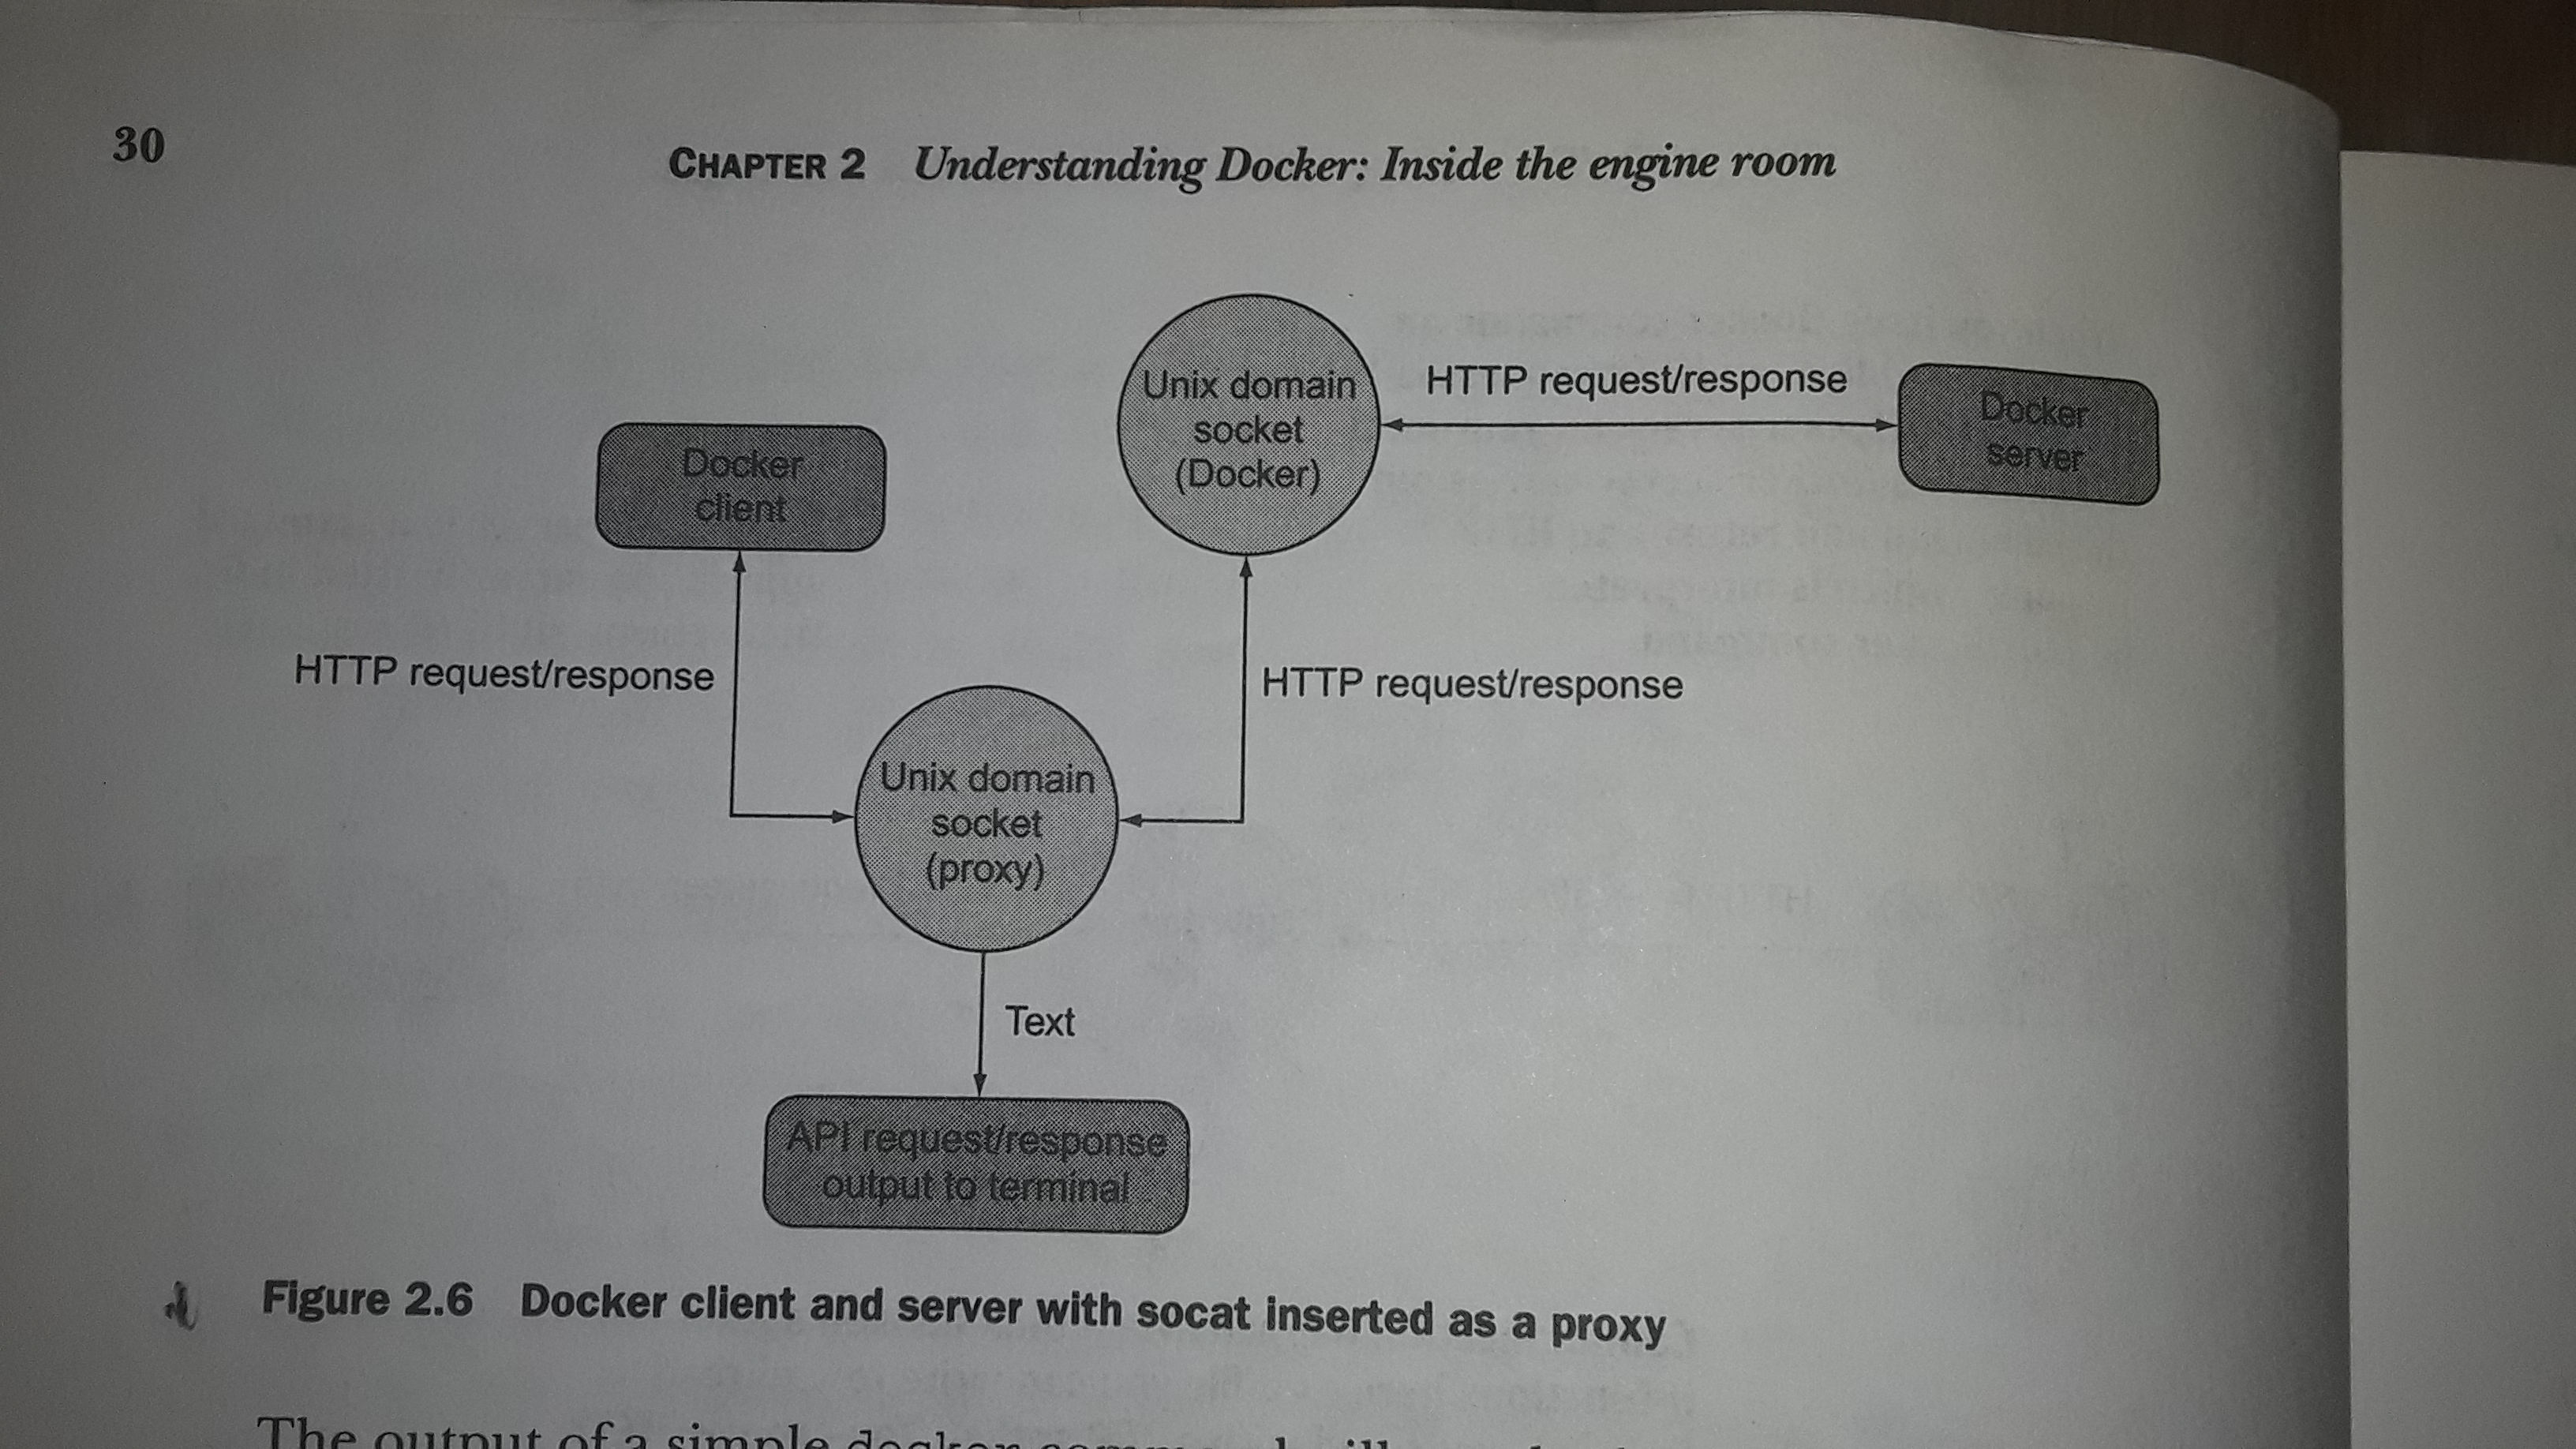 30
CHAPTER 2 Understanding Docker: Inside the engine room
Docker
client
Unix domain
socket
(Docker)
HTTP request/response
Docker
server
HTTP request/response
HTTP request/response
Unix domain
socket
(proxy)
Text
API request/response
output to terminal
Figure 2.6 Docker client and server with socat inserted as a proxy
The output of a simple docker